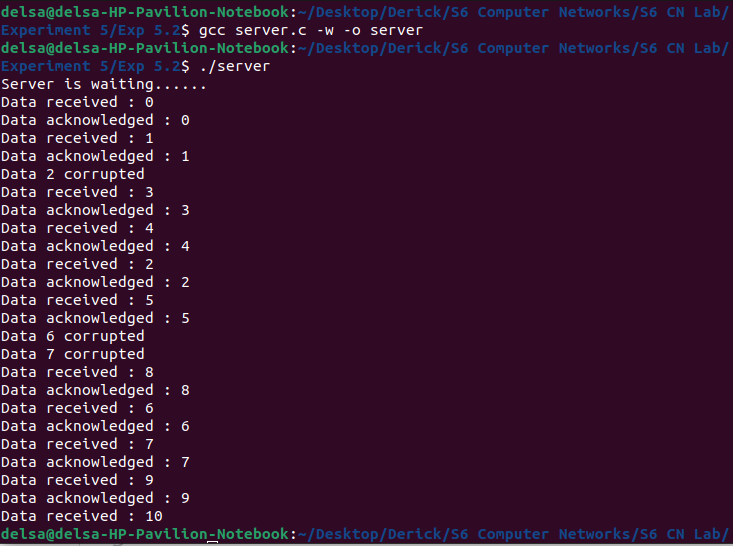 delsa@delsa-HP-Pavilion-Notebook:~/Desktop/Derick/S6 Computer Networks/S6 CN Lab/
Experiment 5/Exp 5.2$ gcc server.c -w -o server
delsa@delsa-HP-Pavilion-Notebook:~/Desktop/Derick/S6 Computer Networks/S6 CN Lab/
Experiment 5/Exp 5.2$ ./server
Server is waiting......
Data received : 0
Data acknowledged : 0
Data received : 1
Data acknowledged : 1
Data 2 corrupted
Data received : 3
Data acknowledged : 3
Data received : 4
Data acknowledged : 4
Data received : 2
Data acknowledged : 2
Data received : 5
Data acknowledged : 5
Data 6 corrupted
Data 7 corrupted
Data received : 8
Data acknowledged : 8
Data received : 6
Data acknowledged : 6
Data received : 7
Data acknowledged : 7
Data received : 9
Data acknowledged : 9
Data received : 10
delsa@delsa-HP-Pavilion-Notebook:~/Desktop/Derick/S6 Computer Networks/S6 CN Lab/